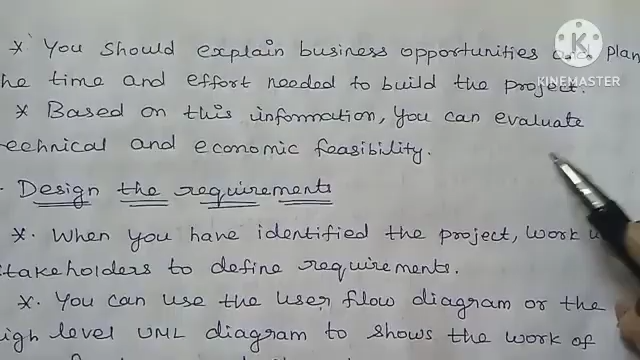 * You should explain business opportunities and plan
he time and effort needed to build the project.
* Based on this information, you can evaluate
echnical and economic feasibility.
Design the requirements
*. When you have identified the project, work
takeholders to define requirements.
*. You can use the user flow diagram or the
igh level UML diagram to shows the work of
KINEMASTER